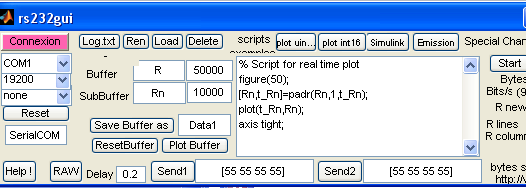 rs232gui
Connexion Log.txt Ren Load Delete scripts plot uin... plot int16 Simulink Emission Special Chan
COM1 Buffer R 50000 % Script for real time plot Start
19200 SubBuffer Rn 10000 figure(50); Bytes
none [Rn,t_Rn]=padr(Rn,1,t_Rn); Bits/s (9
Reset Save Buffer as Data1 plot(t_Rn,Rn); R new
SerialCOM ResetBuffer Plot Buffer axis tight; R lines
R column
Help ! RAW Delay 0.2 Send1 [55 55 55 55] Send2 [55 55 55 55] bytes s
http://